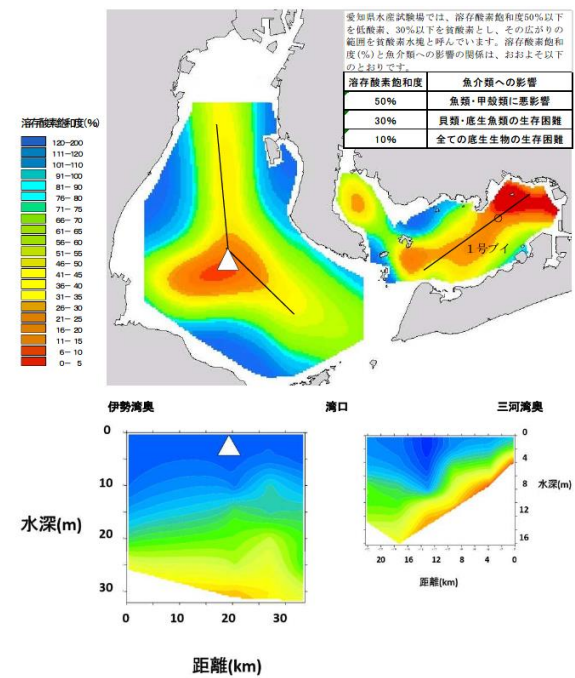 愛知県水産試験場では、溶存酸素飽和度50%以下
を低酸素、30%以下を貧酸素とし、その広がりの
範囲を貧酸素水塊と呼んでいます。溶存酸素飽和
度(%)と魚介類への影響の関係は、おおよそ以下
のとおりです。
溶存酸素飽和度 魚介類への影響
50% 魚類・甲殻類に悪影響
30% 貝類・底生魚類の生存困難
10% 全ての底生生物の生存困難
溶存酸素飽和度(%)
120-200
111-120
101-110
91-100
81- 90
76- 80
71- 75
66- 70
61- 65
56- 60
51- 55
46- 50
41- 45
36- 40
31- 35
26- 30
21- 25
16- 20
11- 15
6- 10
0- 5
1号ブイ
伊勢湾奥 湾口 三河湾奥
0
10
20
30
水深(m)
0 10 20 30
距離(km)
0
4
8
12
16
水深(m)
20 16 12 8 4 0
距離(km)